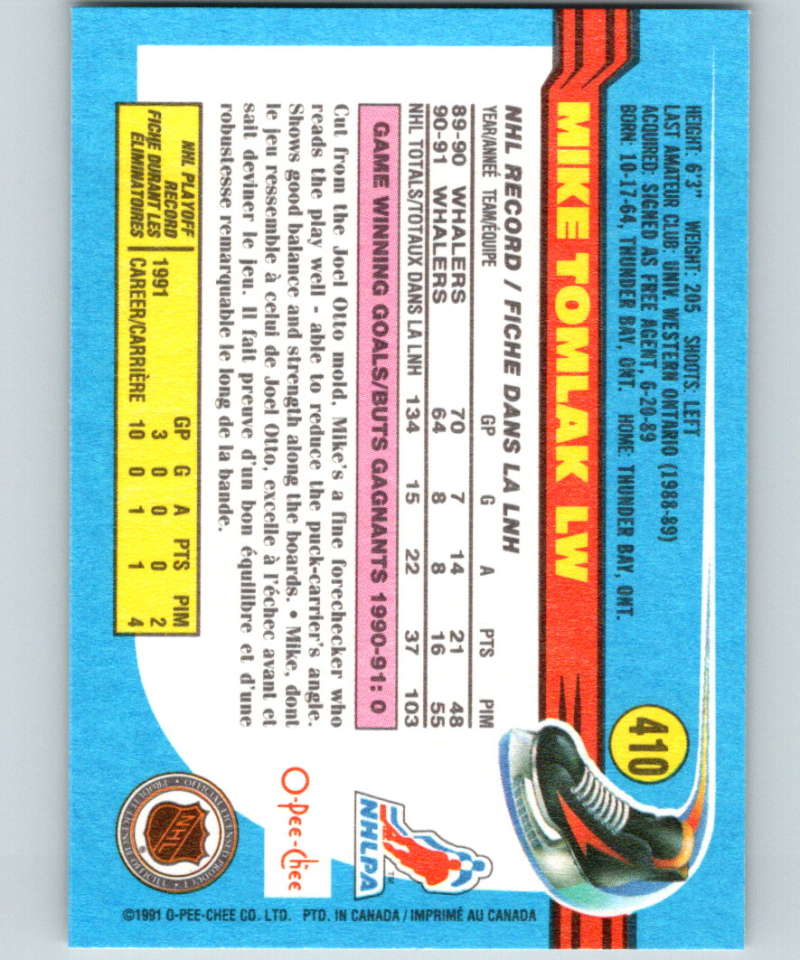 410
HEIGHT: 6'3" WEIGHT: 205 SHOOTS: LEFT
LAST AMATEUR CLUB: UNIV. WESTERN ONTARIO (1988-89)
ACQUIRED: SIGNED AS FREE AGENT, 6-20-89
BORN: 10-17-64, THUNDER BAY, ONT. HOME: THUNDER BAY, ONT.
MIKE TOMLAK LW
NHL RECORD / FICHE DANS LA LNH
YEAR/ANNÉE TEAM/ÉQUIPE GP G A PTS PIM
89-90 WHALERS 70 7 14 21 48
90-91 WHALERS 64 8 8 16 55
NHL TOTALS/TOTAUX DANS LA LNH 134 15 22 37 103
GAME WINNING GOALS/BUTS GAGNANTS 1990-91: 0
Cut from the Joel Otto mold, Mike's a fine forechecker who
reads the play well - able to reduce the puck-carrier's angle.
Shows good balance and strength along the boards. • Mike, dont
le jeu ressemble à celui de Joel Otto, excelle à l'échec avant et
sait deviner le jeu. Il fait preuve d'un bon équilibre et d'une
robustesse remarquable le long de la bande.
NHL PLAYOFF
RECORD
FICHE DURANT LES
ÉLIMINATOIRES
GP G A PTS PIM
1991 3 0 0 0 2
CAREER/CARRIÈRE 10 0 1 1 4
NHLPA
TM
O-Pee-Chee
OFFICIAL LICENSED PRODUCT
NHL
®
©1991 O-PEE-CHEE CO. LTD. PTD. IN CANADA / IMPRIMÉ AU CANADA